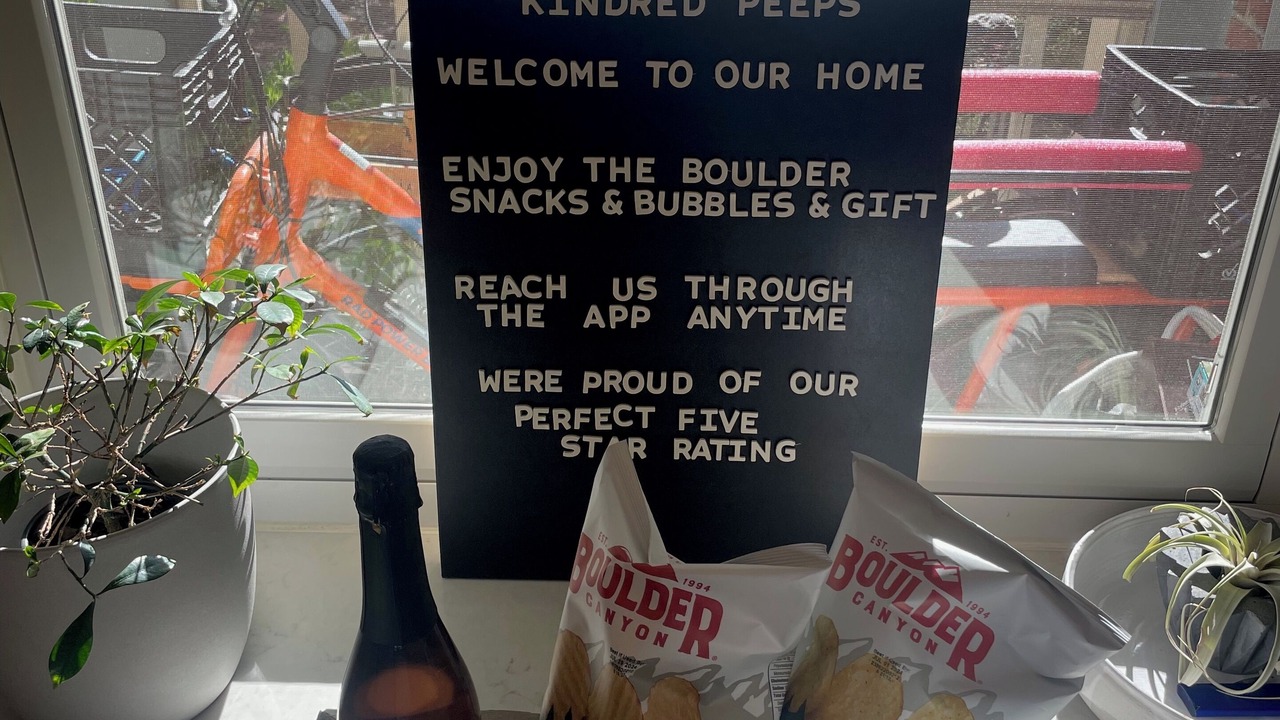 KINDRED PEEPS
WELCOME TO OUR HOME
ENJOY THE BOULDER
SNACKS & BUBBLES & GIFT
REACH US THROUGH
THE APP ANYTIME
WERE PROUD OF OUR
PERFECT FIVE
STAR RATING
EST. 1994
BOULDER
CANYON
EST. 1994
BOULDER
CANYON